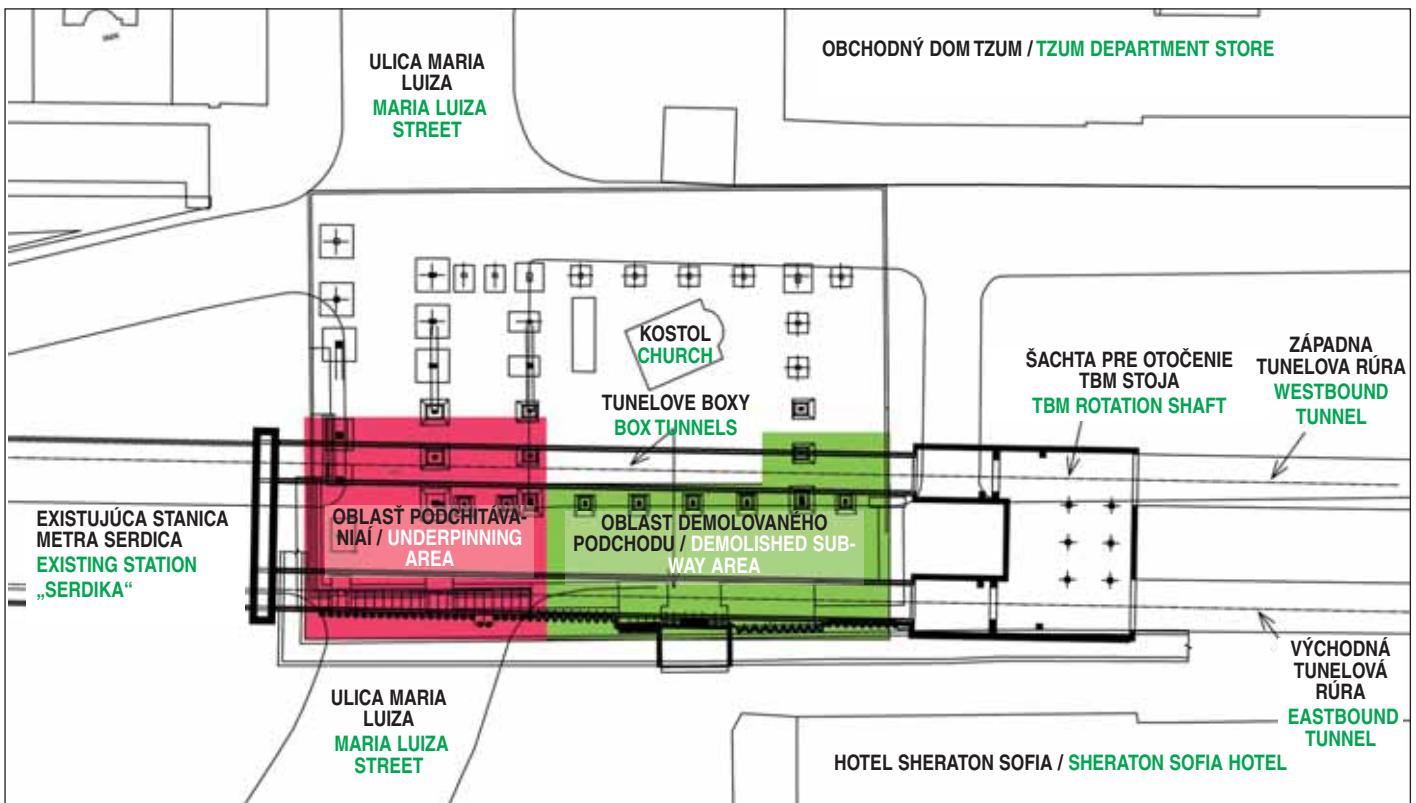 OBCHODNÝ DOM TZUM / TZUM DEPARTMENT STORE
ULICA MARIA
LUIZA
MARIA LUIZA
STREET
KOSTOL
CHURCH
TUNELOVE BOXY
BOX TUNNELS
ŠACHTA PRE OTOČENIE
TBM STOJA
TBM ROTATION SHAFT
ZÁPADNA
TUNELOVA RÚRA
WESTBOUND
TUNNEL
EXISTUJÚCA STANICA
METRA SERDICA
EXISTING STATION
„SERDIKA“
OBLASŤ PODCHITÁVA-
NIAÍ / UNDERPINNING
AREA
OBLAST DEMOLOVANÉHO
PODCHODU / DEMOLISHED SUB-
WAY AREA
VÝCHODNÁ
TUNELOVÁ
RÚRA
EASTBOUND
TUNNEL
ULICA MARIA
LUIZA
MARIA LUIZA
STREET
HOTEL SHERATON SOFIA / SHERATON SOFIA HOTEL